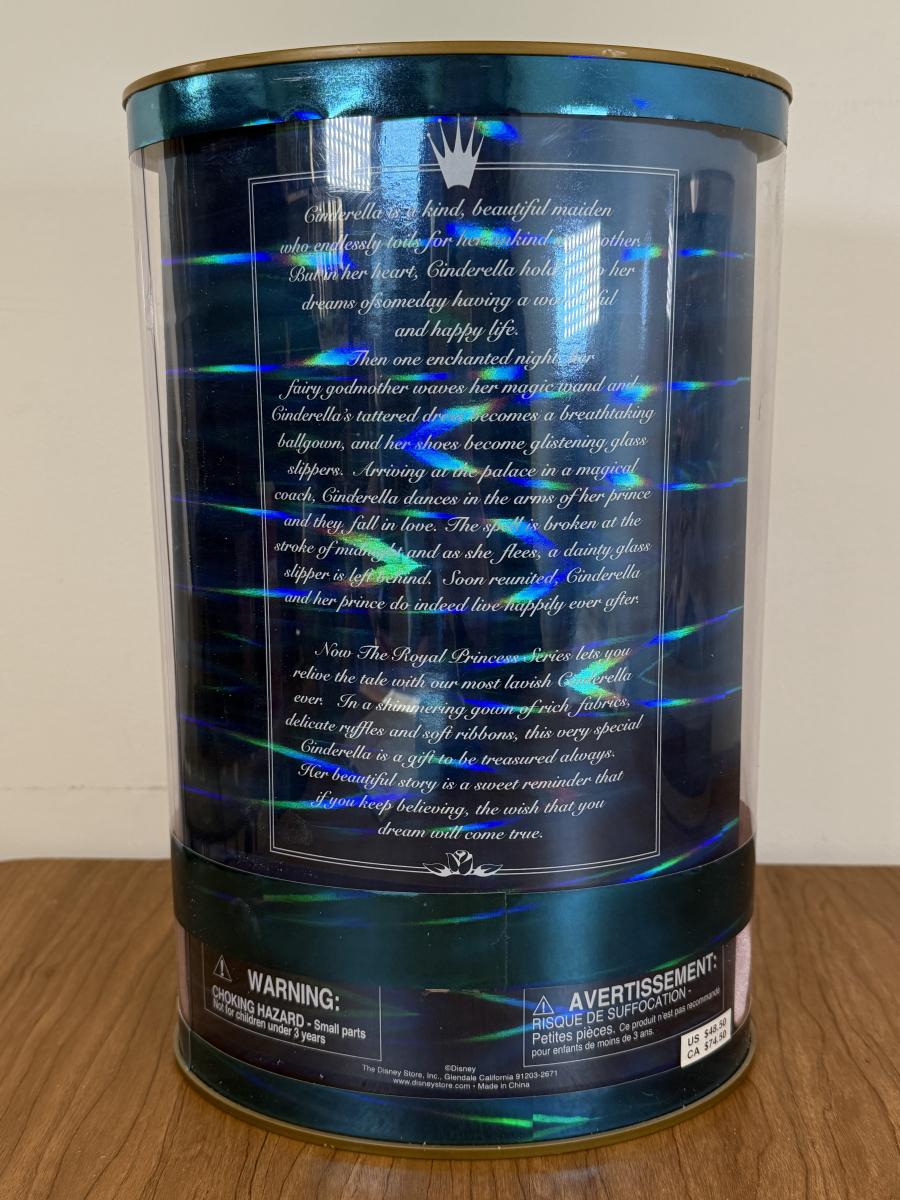 Cinderella is a kind, beautiful maiden
who endlessly toils for her unkind
But in her heart, Cinderella her
dreams ofsomeday having a
and happy life.
Then one enchanted night, her
fairy godmother waves her magic wand and
Cinderella's tattered dress becomes a breathtaking
ballgown, and her shoes become glistening glass
slippers. Arriving at the palace in a magical
coach, Cinderella dances in the arms of her prince
and they fall in love. The spell is broken at the
stroke of midnight and as she flees, a dainty glass
slipper is left behind. Soon reunited, Cinderella
and her prince do indeed live happily ever after.
Now The Royal Princess Series lets you
relive the tale with our most lavish Cinderella
ever. In a shimmering gown of rich fabrics,
delicate ruffles and soft ribbons, this very special
Cinderella is a gift to be treasured always.
Her beautiful story is a sweet reminder that
if you keep believing, the wish that you
dream will come true.
WARNING:
CHOKING HAZARD - Small parts
Not for children under 3 years
AVERTISSEMENT:
RISQUE DE SUFFOCATION -
Petites pièces. Ce produit n'est pas recommandé
pour enfants de moins de 3 ans.
US $48.50
CA $74.50
©Disney
The Disney Store, Inc., Glendale California 91203-2671
www.disneystore.com • Made in China